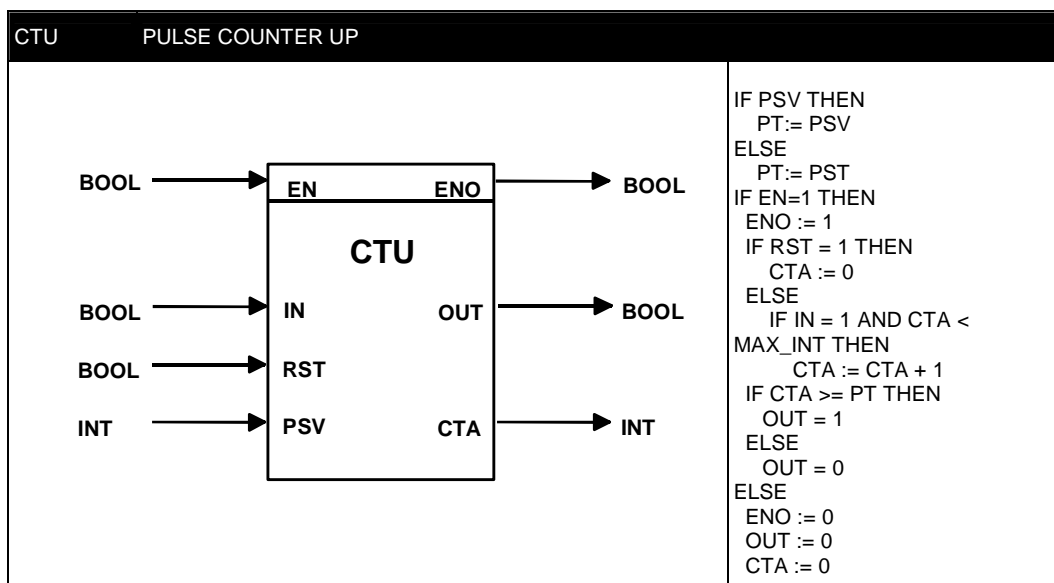 CTU PULSE COUNTER UP
BOOL EN ENO BOOL
CTU
BOOL IN OUT BOOL
BOOL RST
INT PSV CTA INT
IF PSV THEN
PT:= PSV
ELSE
PT:= PST
IF EN=1 THEN
ENO := 1
IF RST = 1 THEN
CTA := 0
ELSE
IF IN = 1 AND CTA <
MAX_INT THEN
CTA := CTA + 1
IF CTA >= PT THEN
OUT = 1
ELSE
OUT = 0
ELSE
ENO := 0
OUT := 0
CTA := 0